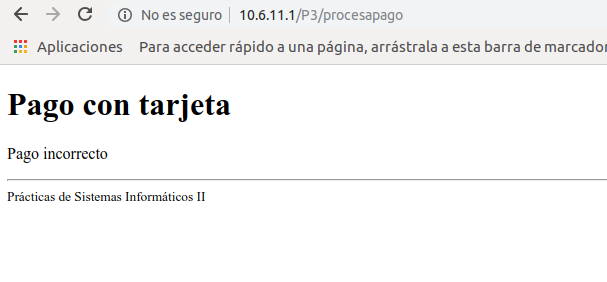 No es seguro 10.6.11.1/P3/procesapago
Aplicaciones Para acceder rápido a una página, arrástrala a esta barra de marcador
Pago con tarjeta
Pago incorrecto
Prácticas de Sistemas Informáticos II